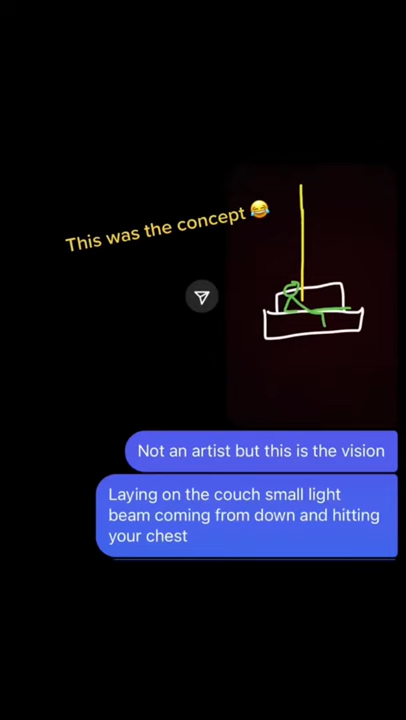 This was the concept 😂
Not an artist but this is the vision
Laying on the couch small light
beam coming from down and hitting
your chest